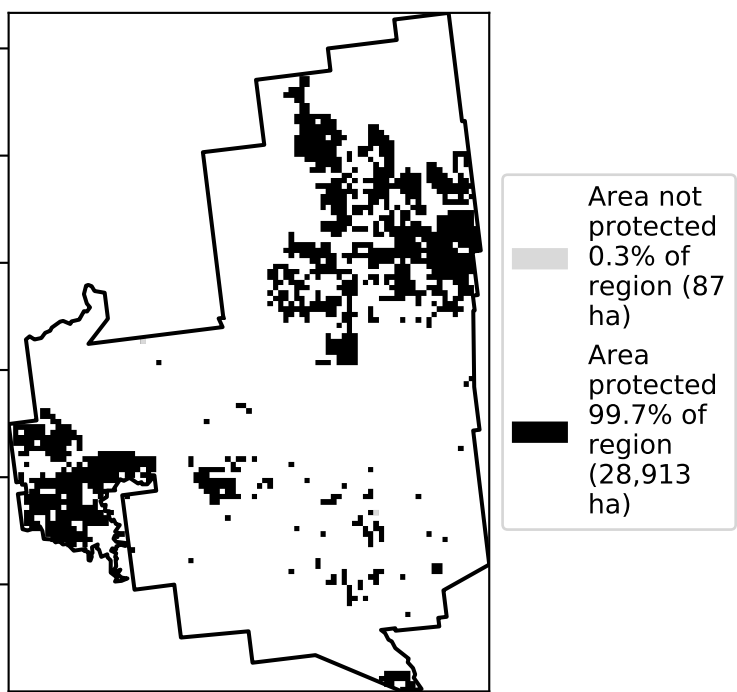 Area not
protected
0.3% of
region (87
ha)
Area
protected
99.7% of
region
(28,913
ha)